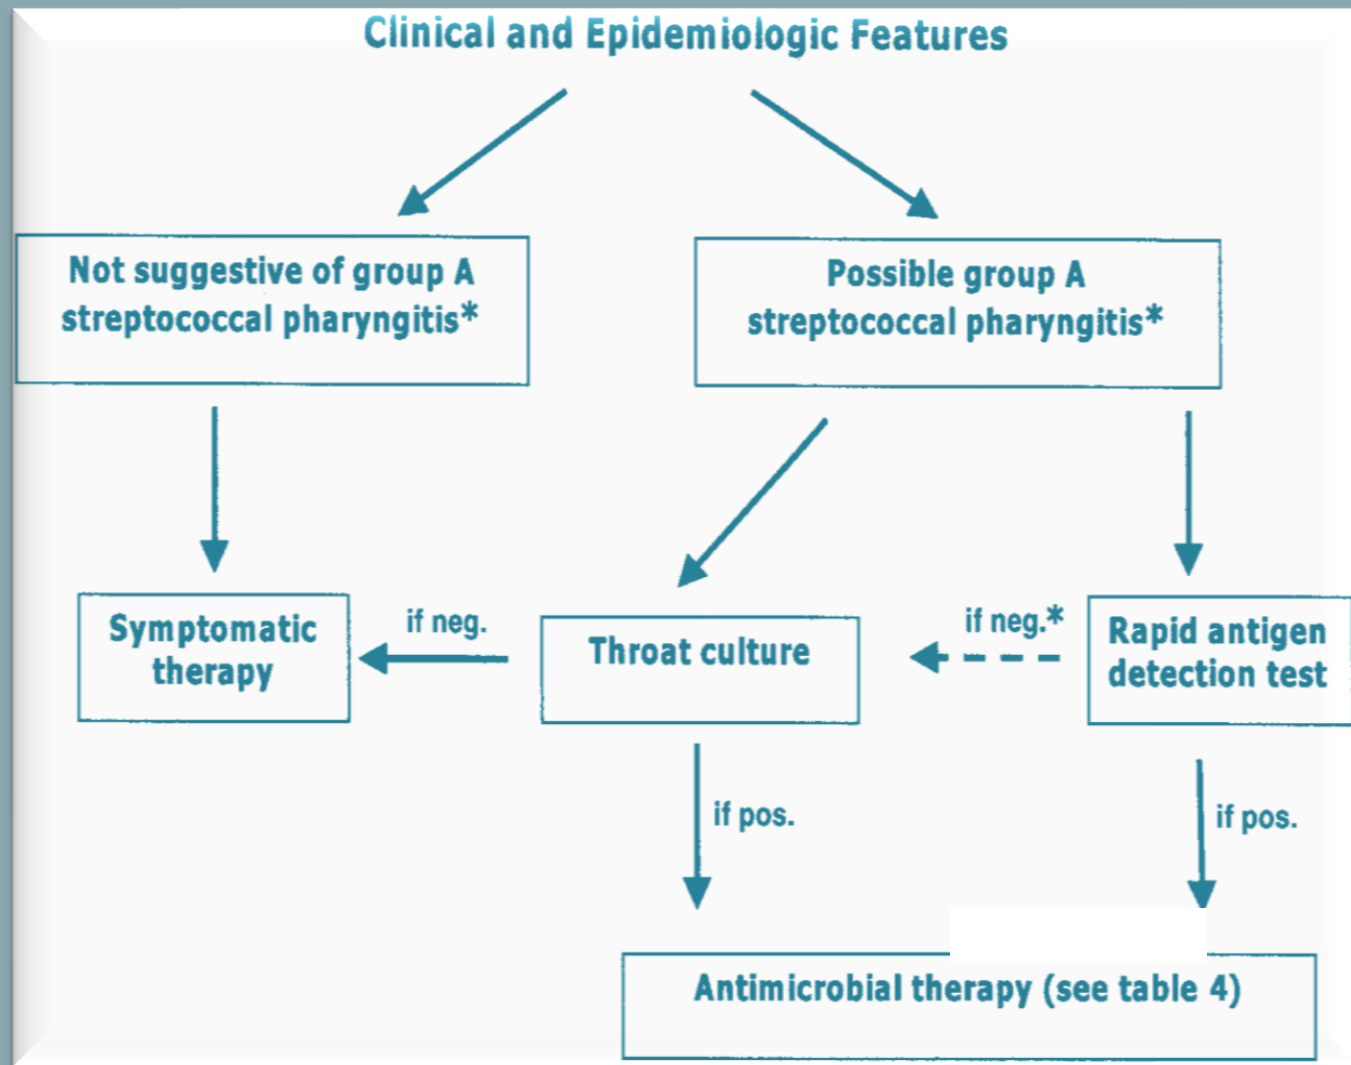 Clinical and Epidemiologic Features
Not suggestive of group A
streptococcal pharyngitis*
Possible group A
streptococcal pharyngitis*
Symptomatic
therapy
if neg.
Throat culture
if neg.*
Rapid antigen
detection test
if pos.
if pos.
Antimicrobial therapy (see table 4)